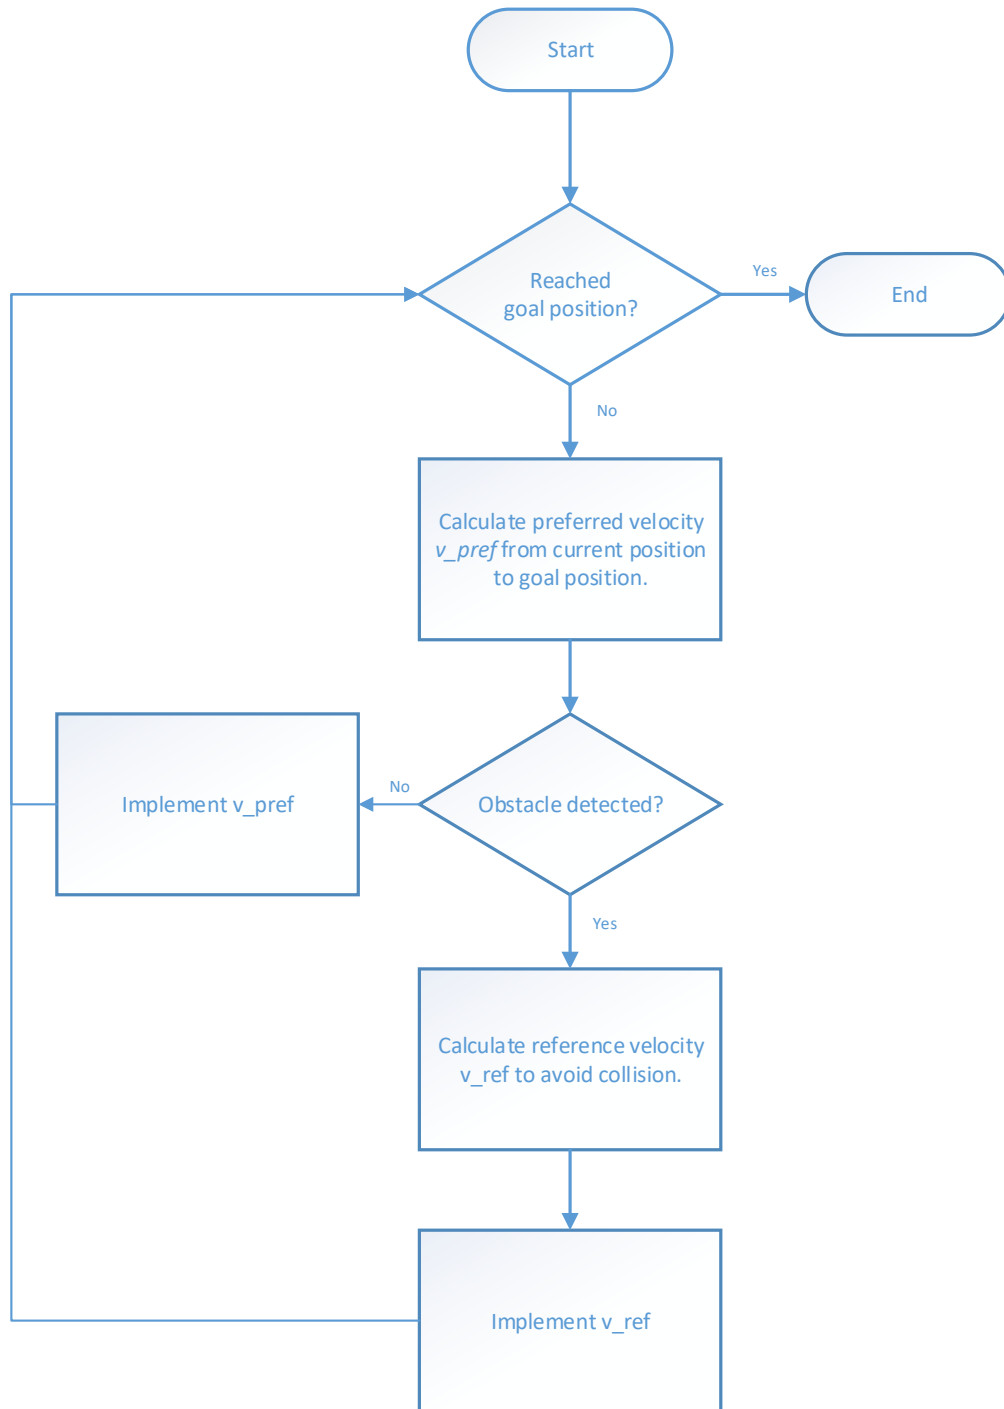 Start
Reached
goal position?
Yes
End
No
Calculate preferred velocity
v_pref from current position
to goal position.
Implement v_pref
No
Obstacle detected?
Yes
Calculate reference velocity
v_ref to avoid collision.
Implement v_ref